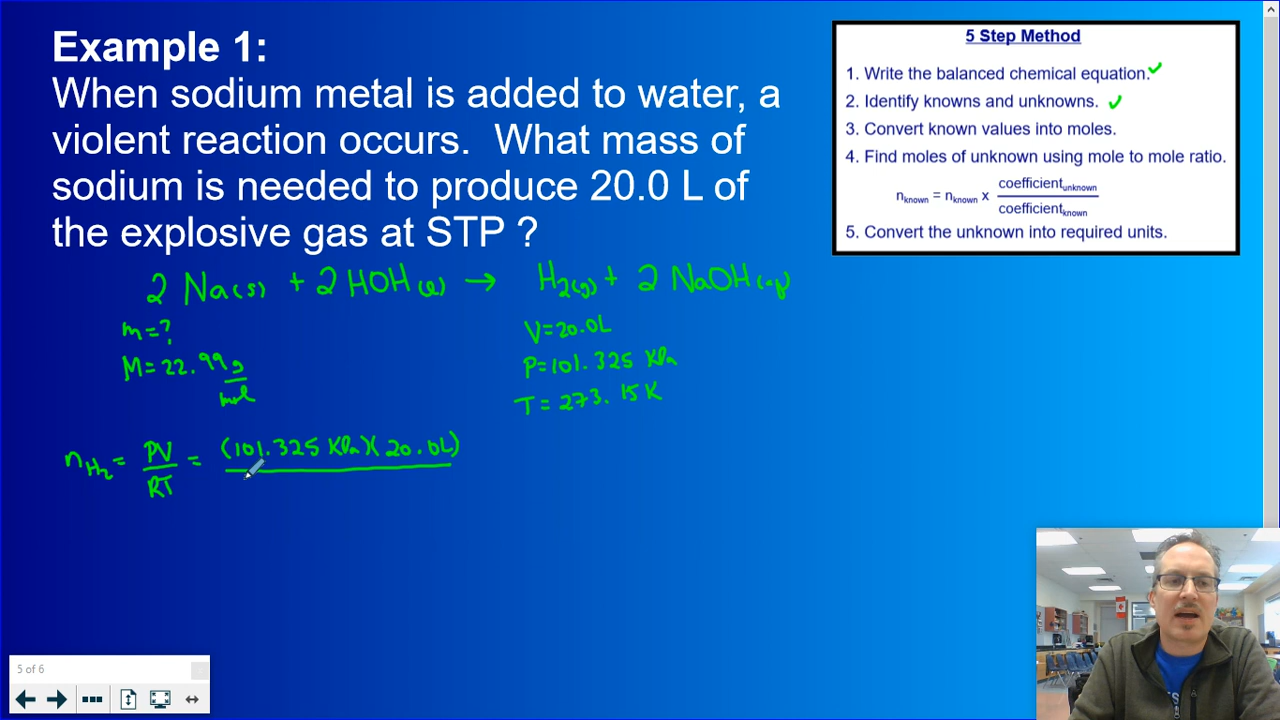 Example 1:
When sodium metal is added to water, a
violent reaction occurs. What mass of
sodium is needed to produce 20.0 L of
the explosive gas at STP ?
2 Na(s) + 2 HOH(l) → H2(g) + 2 NaOH(aq)
m=?
M=22.99 g/mol
V=20.0L
P=101.325 KPa
T=273.15K
nH2 = PV/RT = (101.325 KPa)(20.0L)
5 Step Method
1. Write the balanced chemical equation.✓
2. Identify knowns and unknowns. ✓
3. Convert known values into moles.
4. Find moles of unknown using mole to mole ratio.
nknown = nknown x coefficientunknown/coefficientknown
5. Convert the unknown into required units.
5 of 6